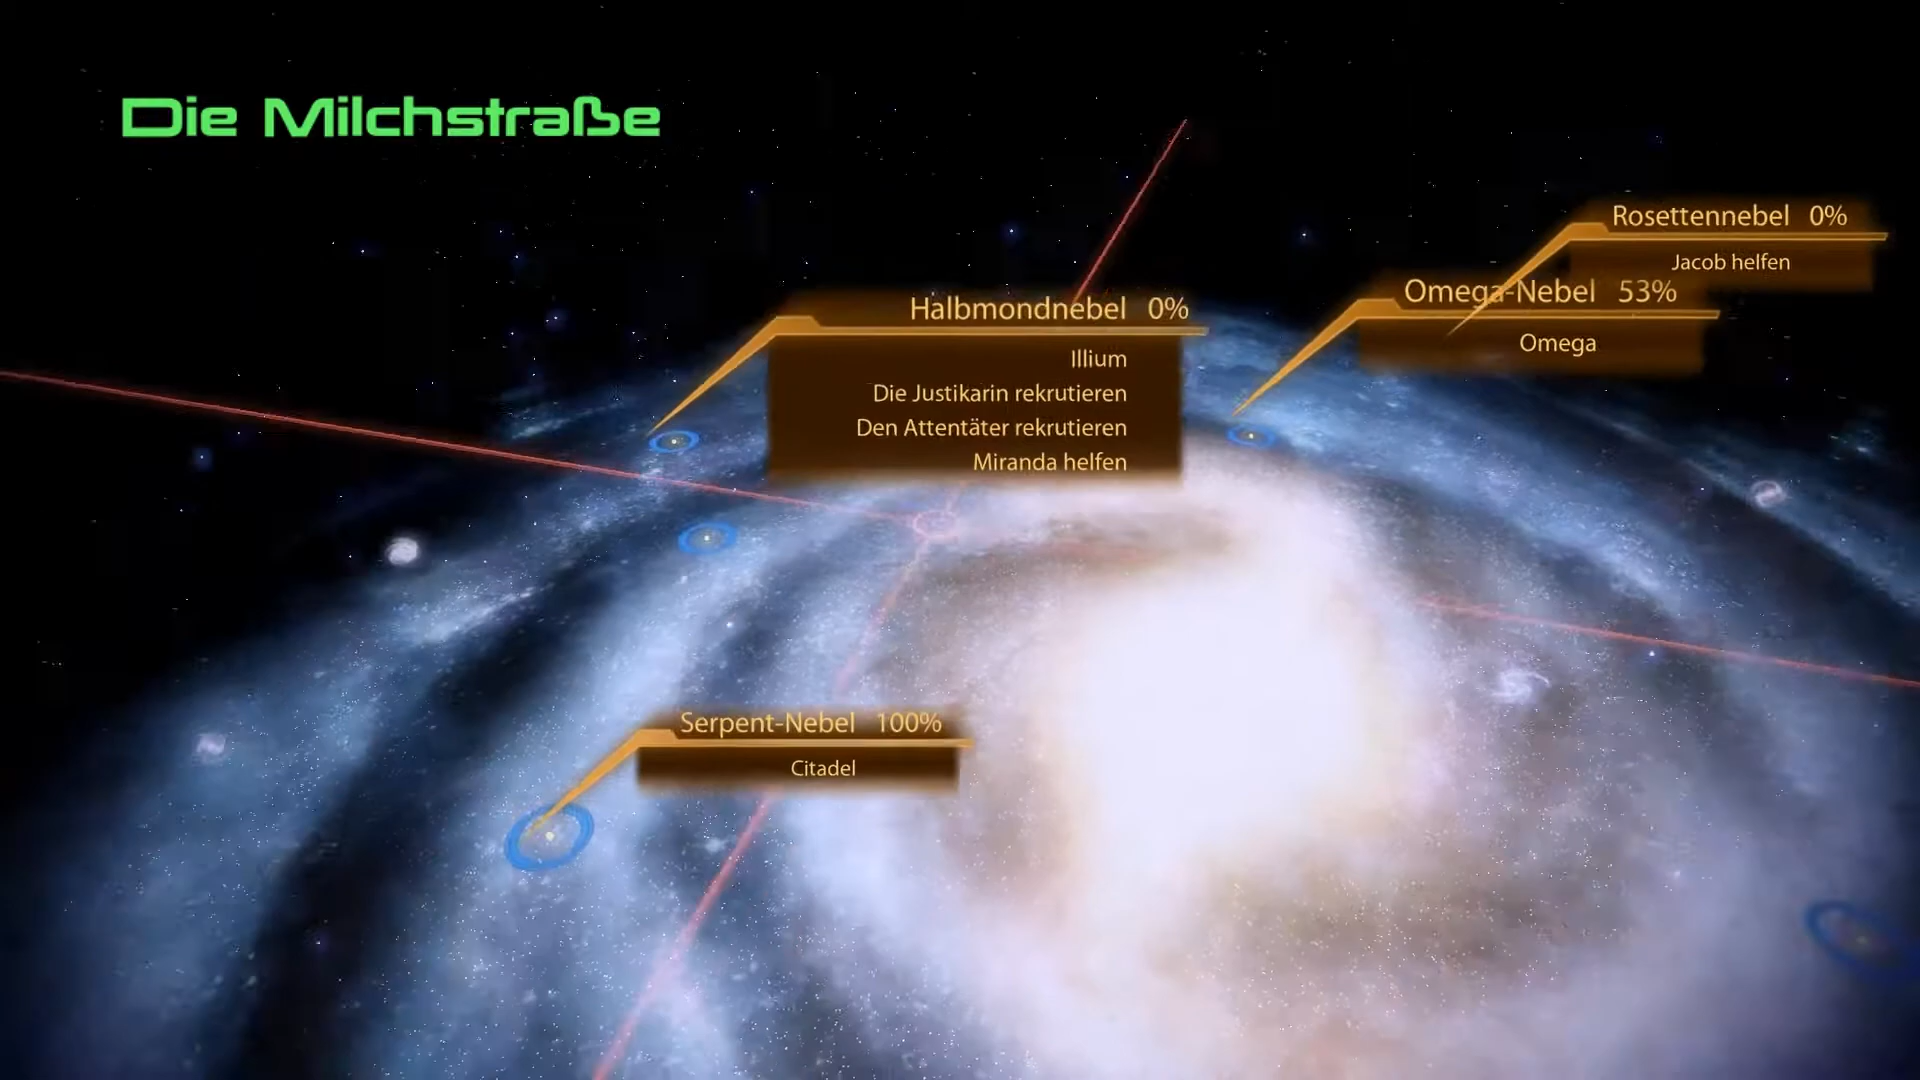 Die Milchstraße
Rosettennebel 0%
Jacob helfen
Omega-Nebel 53%
Omega
Halbmondnebel 0%
Illium
Die Justikarin rekrutieren
Den Attentäter rekrutieren
Miranda helfen
Serpent-Nebel 100%
Citadel